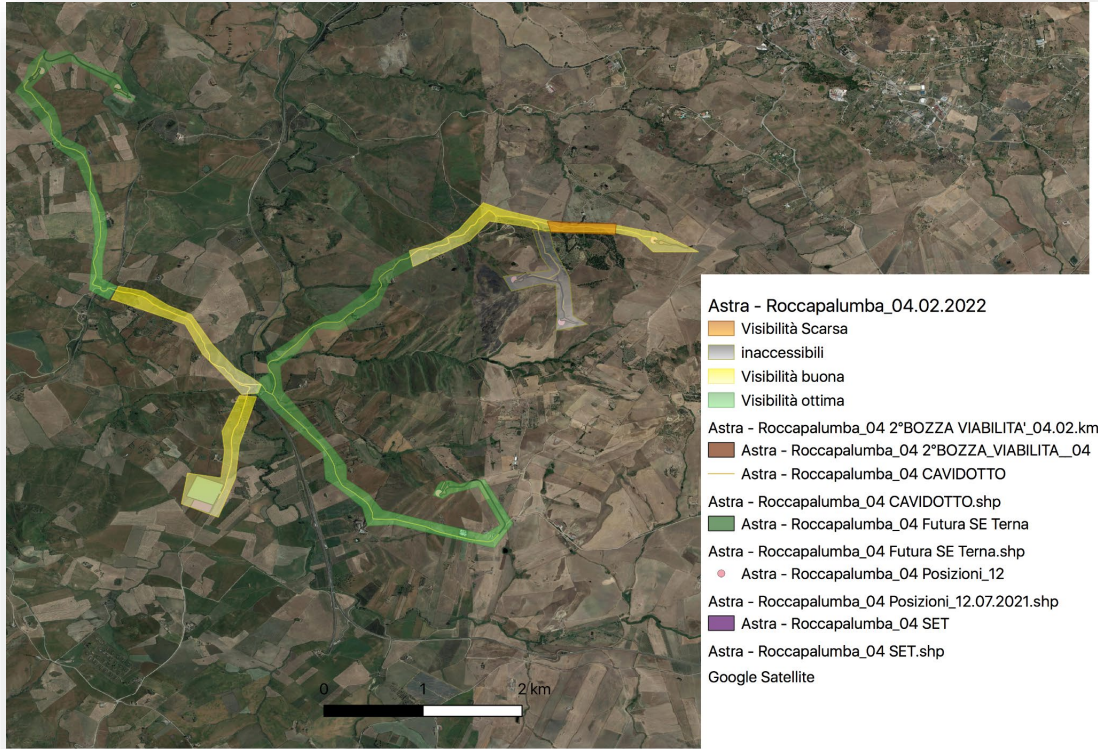 Astra - Roccapalumba_04.02.2022
Visibilità Scarsa
inaccessibili
Visibilità buona
Visibilità ottima
Astra - Roccapalumba_04 2°BOZZA VIABILITA'_04.02.km
Astra - Roccapalumba_04 2°BOZZA_VIABILITA__04
Astra - Roccapalumba_04 CAVIDOTTO
Astra - Roccapalumba_04 CAVIDOTTO.shp
Astra - Roccapalumba_04 Futura SE Terna
Astra - Roccapalumba_04 Futura SE Terna.shp
Astra - Roccapalumba_04 Posizioni_12
Astra - Roccapalumba_04 Posizioni_12.07.2021.shp
Astra - Roccapalumba_04 SET
Astra - Roccapalumba_04 SET.shp
Google Satellite
0 1 2 km